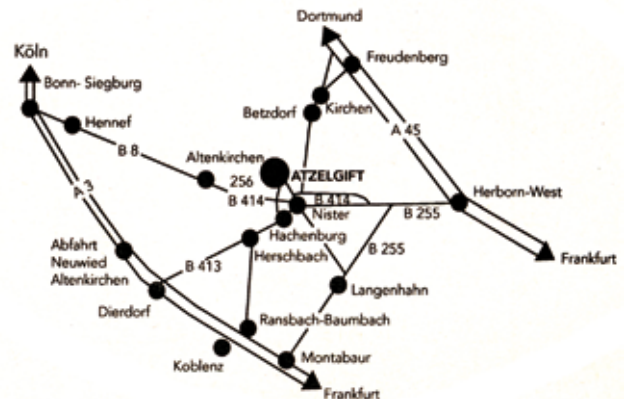 Dortmund
Köln
Freudenberg
Bonn- Siegburg
Kirchen
Betzdorf
Hennef
A 45
B 8
Altenkirchen
ATZELGIFT
256
B 414
B 414
Herborn-West
A 3
Nister
B 255
Hachenburg
Abfahrt
Neuwied
Altenkirchen
Herschbach
B 255
Frankfurt
B 413
Langenhahn
Dierdorf
Ransbach-Baumbach
Koblenz
Montabaur
Frankfurt